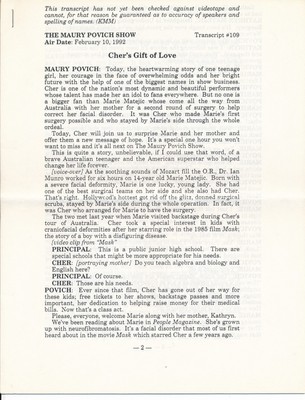 This transcript has not yet been checked against videotape and
cannot, for that reason be guaranteed as to accuracy of speakers and
spelling of names: (KMM)
THE MAURY POVICH SHOW Transcript #109
Air Date: February 10, 1992
Cher's Gift of Love
MAURY POVICH: Today, the heartwarming story of one teenage
girl, her courage in the face of overwhelming odds and her bright
future with the help of one of the biggest names in show business.
Cher is one of the nation's most dynamic and beautiful performers
whose talent has made her an idol to fans everywhere. But no one is
a bigger fan than Marie Matejic whose come all the way from
Australia with her mother for a second round of surgery to help
correct her facial disorder. It was Cher who made Marie's first
surgery possible and who stayed by Marie's side through the whole
ordeal.
Today, Cher will join us to surprise Marie and her mother and
offer them a new message of hope. It's a special one hour you won't
want to miss and it's all next on The Maury Povich Show.
This is quite a story, unbelievable, if I could use that word, of a
brave Australian teenager and the American superstar who helped
change her life forever.
[voice-over] As the soothing sounds of Mozart fill the O.R., Dr. Ian
Munro worked for six hours on 14-year old Marie Matejic. Born with
a severe facial deformity, Marie is one lucky, young lady. She had
one of the best surgical teams on her side and she also had Cher.
That's right. Hollywood's hottest got rid off the glitz, donned surgical
scrubs, stayed by Marie's side during the whole operation. In fact, it
was Cher who arranged for Marie to have the surgery.
The two met last year when Marie visited backstage during Cher's
tour of Australia. Cher took a special interest in kids with
craniofacial deformities after her starring role in the 1985 film Mask;
the story of a boy with a disfiguring disease.
[video clip from "Mask"
PRINCIPAL: This is a public junior high school. There are
special schools that might be more appropriate for his needs.
CHER: [portraying mother] Do you teach algebra and biology and
English here?
PRINCIPAL: Of course.
CHER: Those are his needs.
POVICH: Ever since that film, Cher has gone out of her way for
these kids; free tickets to her shows, backstage passes and more
important, her dedication to helping raise money for their medical
bills. Now that's a class act.
Please, everyone, welcome Marie along with her mother, Kathryn.
We've been reading about Marie in People Magazine. She's grown
up with neurofibromatosis. It's a facial disorder that most of us first
heard about in the movie Mask which starred Cher a few years ago.
— 2 —